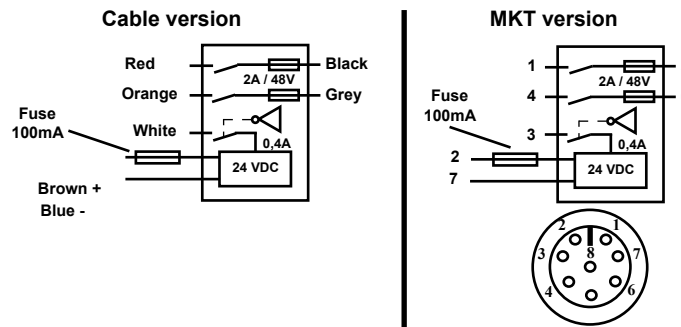 Cable version
Red
Black
2A / 48V
Orange
Grey
Fuse
100mA
White
0,4A
24 VDC
Brown +
Blue -
MKT version
1
2A / 48V
4
Fuse
100mA
3
0,4A
2
24 VDC
7
2
1
3
8
7
4
6